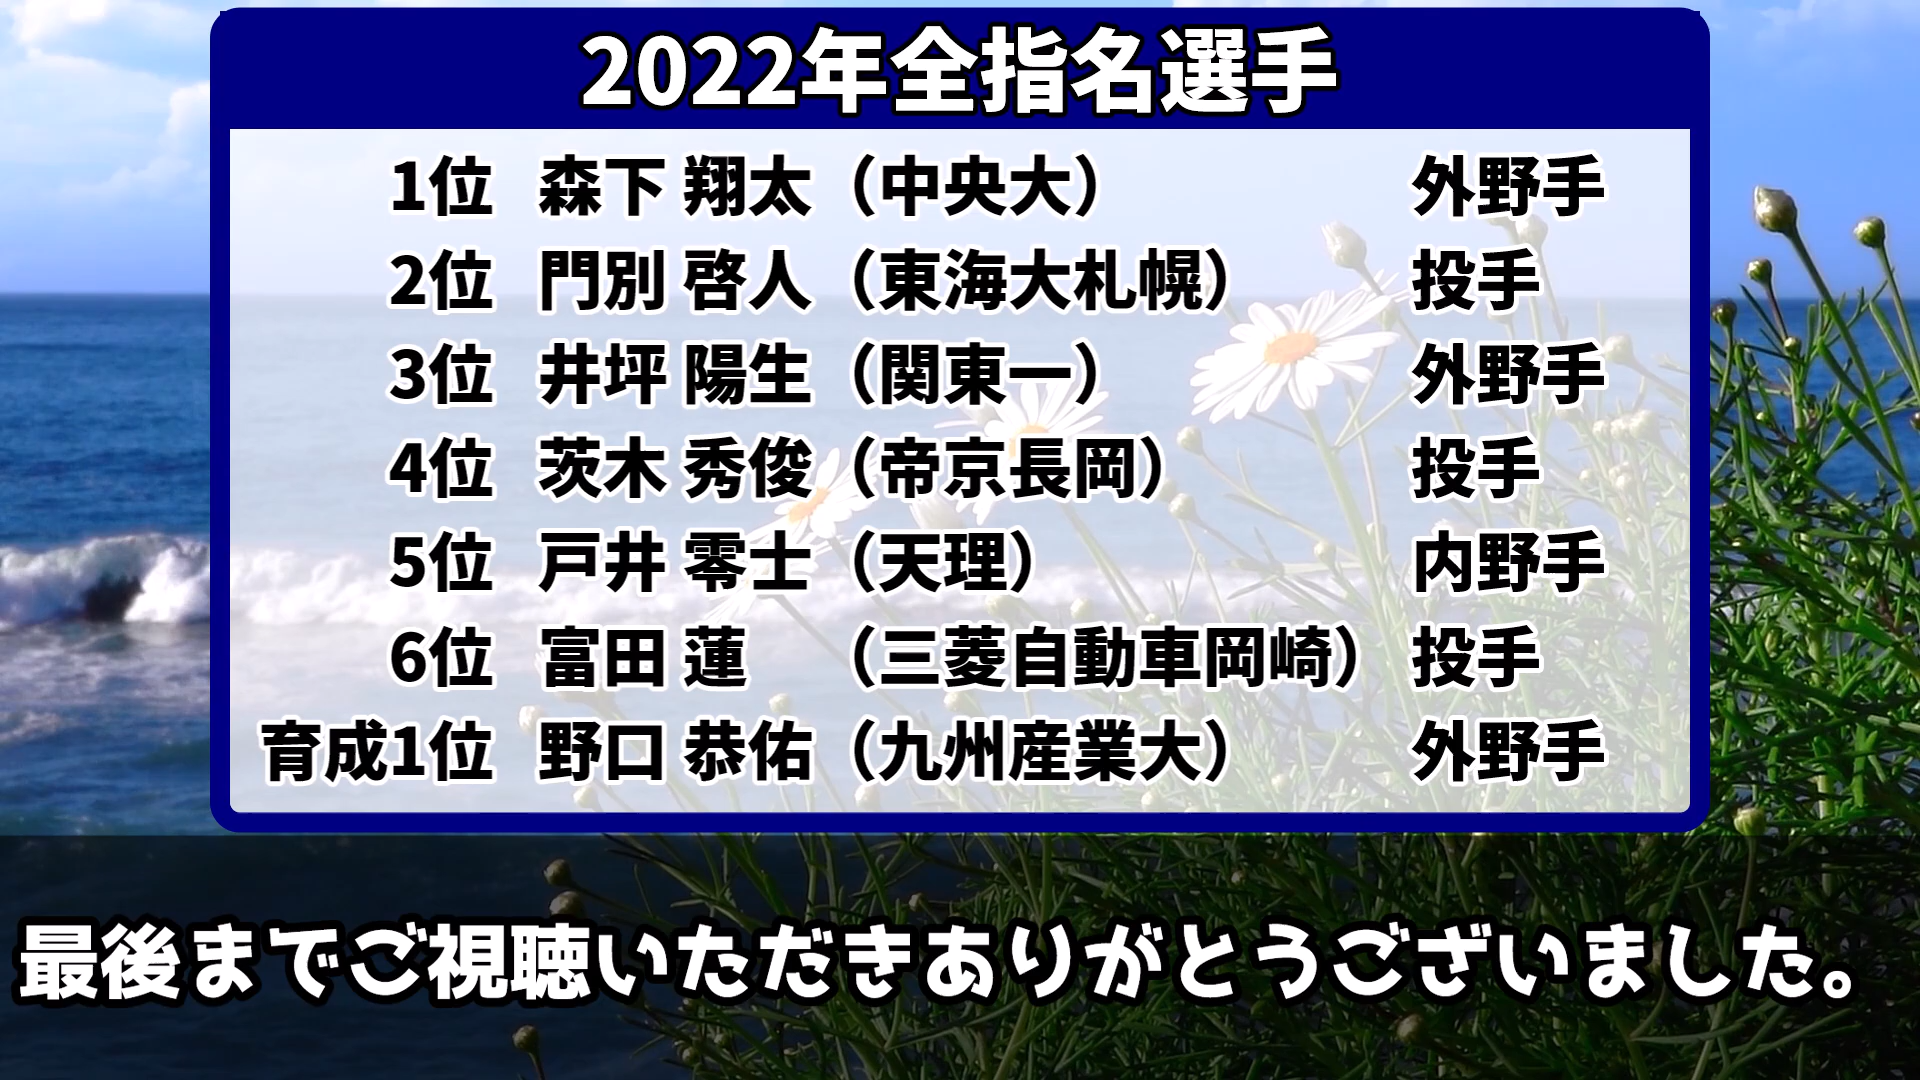 2022年全指名選手
1位 森下 翔太（中央大） 外野手
2位 門別 啓人（東海大札幌） 投手
3位 井坪 陽生（関東一） 外野手
4位 茨木 秀俊（帝京長岡） 投手
5位 戸井 零士（天理） 内野手
6位 富田 蓮 （三菱自動車岡崎） 投手
育成1位 野口 恭佑（九州産業大） 外野手
最後までご視聴いただきありがとうございました。